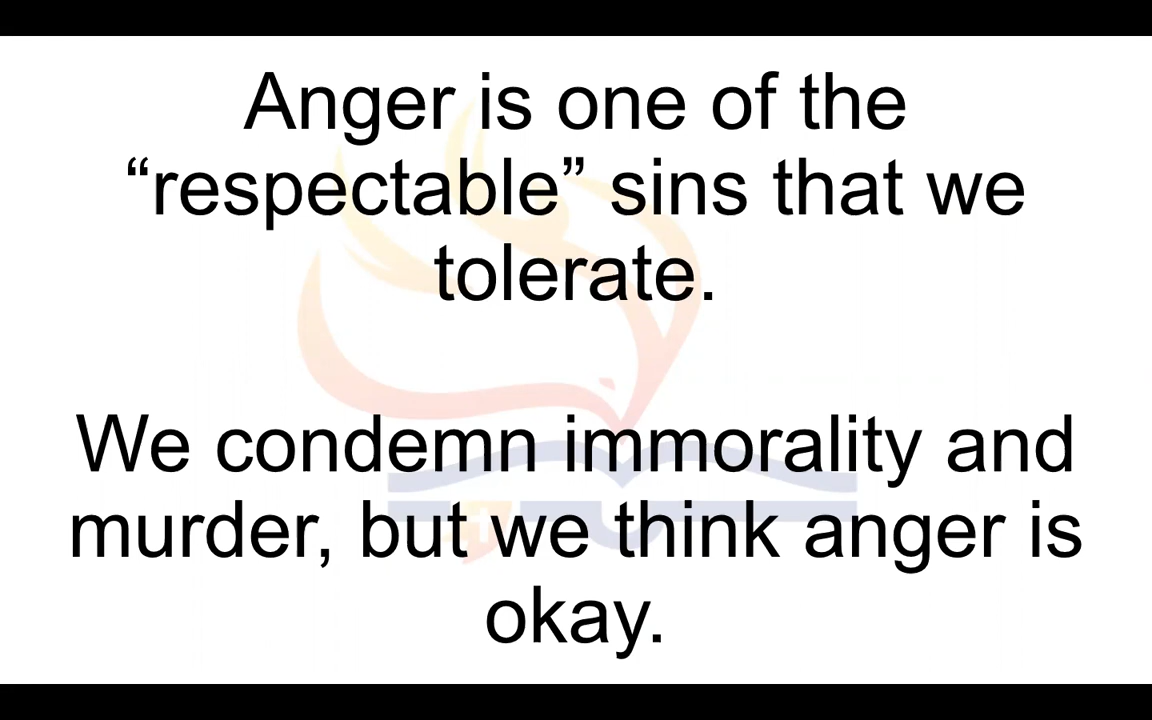 Anger is one of the
“respectable” sins that we
tolerate.
We condemn immorality and
murder, but we think anger is
okay.